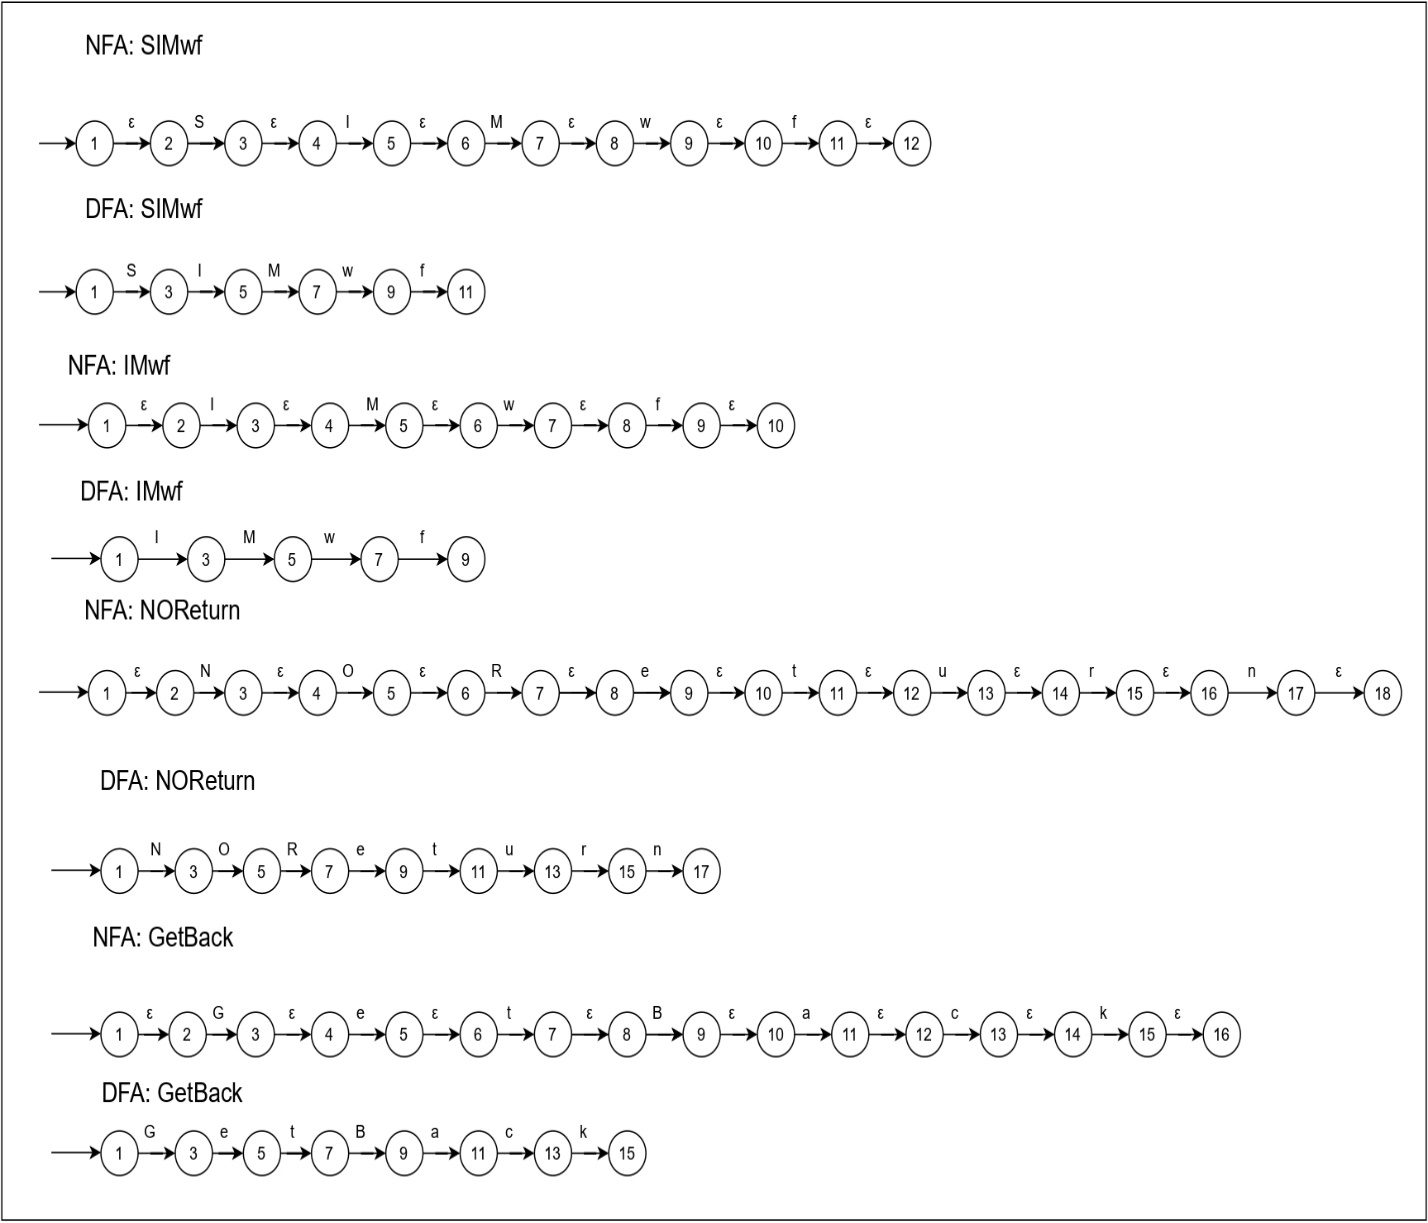 NFA: SIMwf
ε S ε I ε M ε w ε f ε
1 2 3 4 5 6 7 8 9 10 11 12
DFA: SIMwf
S I M w f
1 3 5 7 9 11
NFA: IMwf
ε I ε M ε w ε f ε
1 2 3 4 5 6 7 8 9 10
DFA: IMwf
I M w f
1 3 5 7 9
NFA: NOReturn
ε N ε O ε R ε e ε t ε u ε r ε n ε
1 2 3 4 5 6 7 8 9 10 11 12 13 14 15 16 17 18
DFA: NOReturn
N O R e t u r n
1 3 5 7 9 11 13 15 17
NFA: GetBack
ε G ε e ε t ε B ε a ε c ε k ε
1 2 3 4 5 6 7 8 9 10 11 12 13 14 15 16
DFA: GetBack
G e t B a c k
1 3 5 7 9 11 13 15